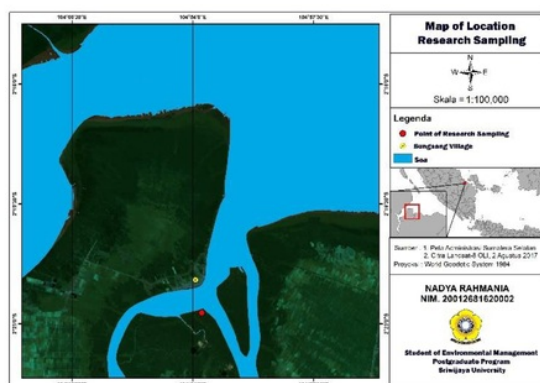 Map of Location
Research Sampling
N
W
E
S
Skala = 1:100,000
Legenda
Point of Research Sampling
Sungsang Village
Sea
Sumber : 1. Peta Administrasi Sumatera Selatan
2. Citra Landsat-8 OLI, 2 Agustus 2017
Proyeksi : World Geodetic System 1984
NADYA RAHMANIA
NIM. 20012681620002
Student of Environmental Management
Postgraduate Program
Sriwijaya University